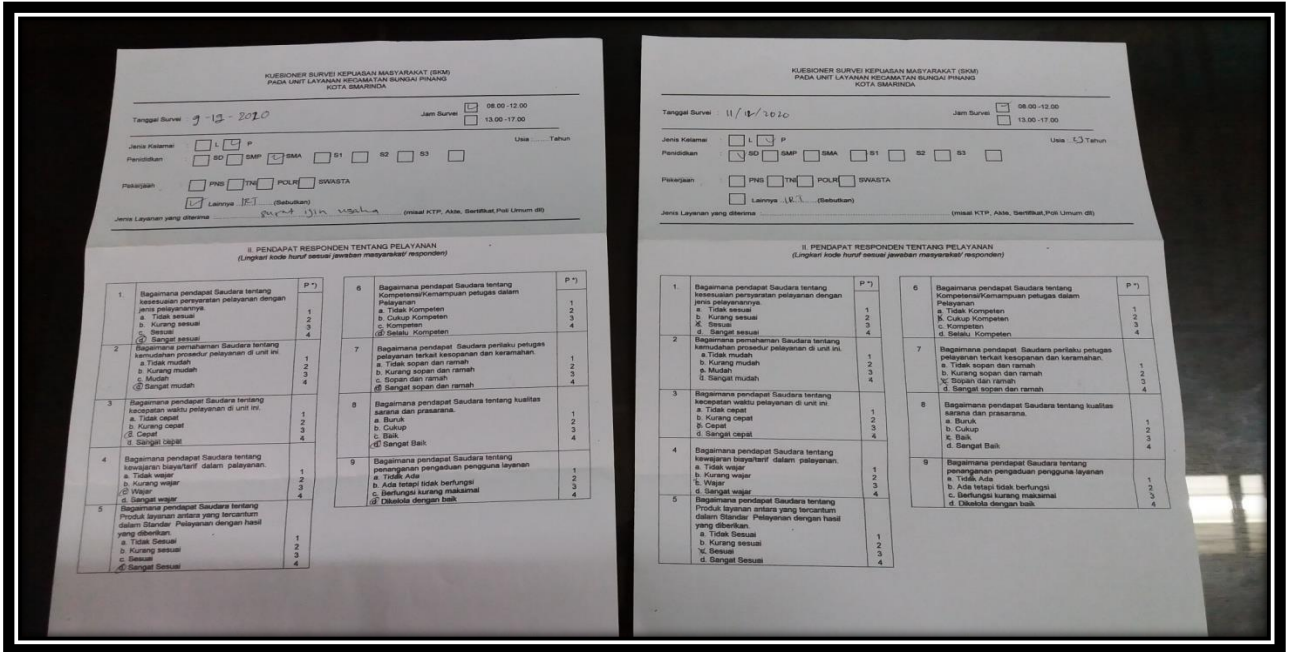 KUESIONER SURVEI KEPUASAN MASYARAKAT (SKM)
PADA UNIT LAYANAN KECAMATAN SUNGAI PINANG
KOTA SMARINDA
Tanggal Survei : 9-12-2020 Jam Survei 08.00 -12.00
13.00 -17.00
Jenis Kelamai : L P Usia : ...... Tahun
Pendidikan : SD SMP SMA S1 S2 S3
Pekerjaan : PNS TNI POLRI SWASTA
Lainnya IRT (Sebutkan)
Jenis Layanan yang diterima surat ijin usaha (misal KTP, Akte, Sertifikat,Poli Umum dll)
II. PENDAPAT RESPONDEN TENTANG PELAYANAN
(Lingkari kode huruf sesuai jawaban masyarakat/ responden)
P *)
1. Bagaimana pendapat Saudara tentang
kesesuaian persyaratan pelayanan dengan
jenis pelayanannya.
a. Tidak sesuai 1
b. Kurang sesuai 2
c. Sesuai 3
d. Sangat sesuai 4
2 Bagaimana pemahaman Saudara tentang
kemudahan prosedur pelayanan di unit ini.
a. Tidak mudah 1
b. Kurang mudah 2
c. Mudah 3
d. Sangat mudah 4
3 Bagaimana pendapat Saudara tentang
kecepatan waktu pelayanan di unit ini.
a. Tidak cepat 1
b. Kurang cepat 2
c. Cepat 3
d. Sangat cepat 4
4 Bagaimana pendapat Saudara tentang
kewajaran biaya/tarif dalam palayanan.
a. Tidak wajar 1
b. Kurang wajar 2
c. Wajar 3
d. Sangat wajar 4
5 Bagaimana pendapat Saudara tentang
Produk layanan antara yang tercantum
dalam Standar Pelayanan dengan hasil
yang diberikan.
a. Tidak Sesuai 1
b. Kurang sesuai 2
c. Sesuai 3
d. Sangat Sesuai 4
P *)
6 Bagaimana pendapat Saudara tentang
Kompetensi/Kemampuan petugas dalam
Pelayanan
a. Tidak Kompeten 1
b. Cukup Kompeten 2
c. Kompeten 3
d. Selalu Kompeten 4
7 Bagaimana pendapat Saudara perilaku petugas
pelayanan terkait kesopanan dan keramahan.
a. Tidak sopan dan ramah 1
b. Kurang sopan dan ramah 2
c. Sopan dan ramah 3
d. Sangat sopan dan ramah 4
8 Bagaimana pendapat Saudara tentang kualitas
sarana dan prasarana.
a. Buruk 1
b. Cukup 2
c. Baik 3
d. Sangat Baik 4
9 Bagaimana pendapat Saudara tentang
penanganan pengaduan pengguna layanan
a. Tidak Ada 1
b. Ada tetapi tidak berfungsi 2
c. Berfungsi kurang maksimal 3
d. Dikelola dengan baik 4
KUESIONER SURVEI KEPUASAN MASYARAKAT (SKM)
PADA UNIT LAYANAN KECAMATAN SUNGAI PINANG
KOTA SMARINDA
Tanggal Survei : 11/12/2020 Jam Survei 08.00 -12.00
13.00 -17.00
Jenis Kelamai : L P Usia : Tahun
Pendidikan : SD SMP SMA S1 S2 S3
Pekerjaan : PNS TNI POLRI SWASTA
Lainnya IRT (Sebutkan)
Jenis Layanan yang diterima (misal KTP, Akte, Sertifikat,Poli Umum dll)
II. PENDAPAT RESPONDEN TENTANG PELAYANAN
(Lingkari kode huruf sesuai jawaban masyarakat/ responden)
P *)
1. Bagaimana pendapat Saudara tentang
kesesuaian persyaratan pelayanan dengan
jenis pelayanannya.
a. Tidak sesuai 1
b. Kurang sesuai 2
c. Sesuai 3
d. Sangat sesuai 4
2 Bagaimana pemahaman Saudara tentang
kemudahan prosedur pelayanan di unit ini.
a. Tidak mudah 1
b. Kurang mudah 2
c. Mudah 3
d. Sangat mudah 4
3 Bagaimana pendapat Saudara tentang
kecepatan waktu pelayanan di unit ini.
a. Tidak cepat 1
b. Kurang cepat 2
c. Cepat 3
d. Sangat cepat 4
4 Bagaimana pendapat Saudara tentang
kewajaran biaya/tarif dalam palayanan.
a. Tidak wajar 1
b. Kurang wajar 2
c. Wajar 3
d. Sangat wajar 4
5 Bagaimana pendapat Saudara tentang
Produk layanan antara yang tercantum
dalam Standar Pelayanan dengan hasil
yang diberikan.
a. Tidak Sesuai 1
b. Kurang sesuai 2
c. Sesuai 3
d. Sangat Sesuai 4
P *)
6 Bagaimana pendapat Saudara tentang
Kompetensi/Kemampuan petugas dalam
Pelayanan
a. Tidak Kompeten 1
b. Cukup Kompeten 2
c. Kompeten 3
d. Selalu Kompeten 4
7 Bagaimana pendapat Saudara perilaku petugas
pelayanan terkait kesopanan dan keramahan.
a. Tidak sopan dan ramah 1
b. Kurang sopan dan ramah 2
c. Sopan dan ramah 3
d. Sangat sopan dan ramah 4
8 Bagaimana pendapat Saudara tentang kualitas
sarana dan prasarana.
a. Buruk 1
b. Cukup 2
c. Baik 3
d. Sangat Baik 4
9 Bagaimana pendapat Saudara tentang
penanganan pengaduan pengguna layanan
a. Tidak Ada 1
b. Ada tetapi tidak berfungsi 2
c. Berfungsi kurang maksimal 3
d. Dikelola dengan baik 4